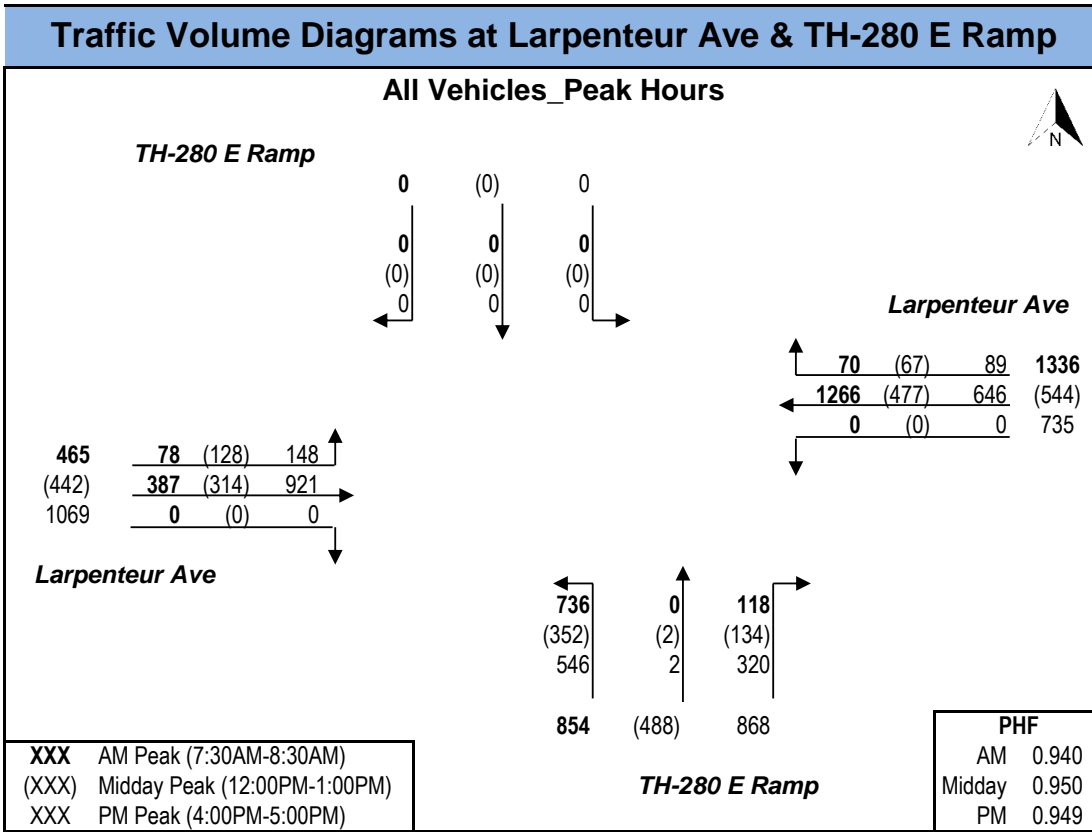 Traffic Volume Diagrams at Larpenteur Ave & TH-280 E Ramp
All Vehicles_Peak Hours
N
TH-280 E Ramp
0 (0) 0
0 0 0
(0) (0) (0)
0 0 0
Larpenteur Ave
70 (67) 89 1336
1266 (477) 646 (544)
0 (0) 0 735
465 78 (128) 148
(442) 387 (314) 921
1069 0 (0) 0
Larpenteur Ave
736 0 118
(352) (2) (134)
546 2 320
854 (488) 868
TH-280 E Ramp
XXX AM Peak (7:30AM-8:30AM)
(XXX) Midday Peak (12:00PM-1:00PM)
XXX PM Peak (4:00PM-5:00PM)
PHF
AM 0.940
Midday 0.950
PM 0.949